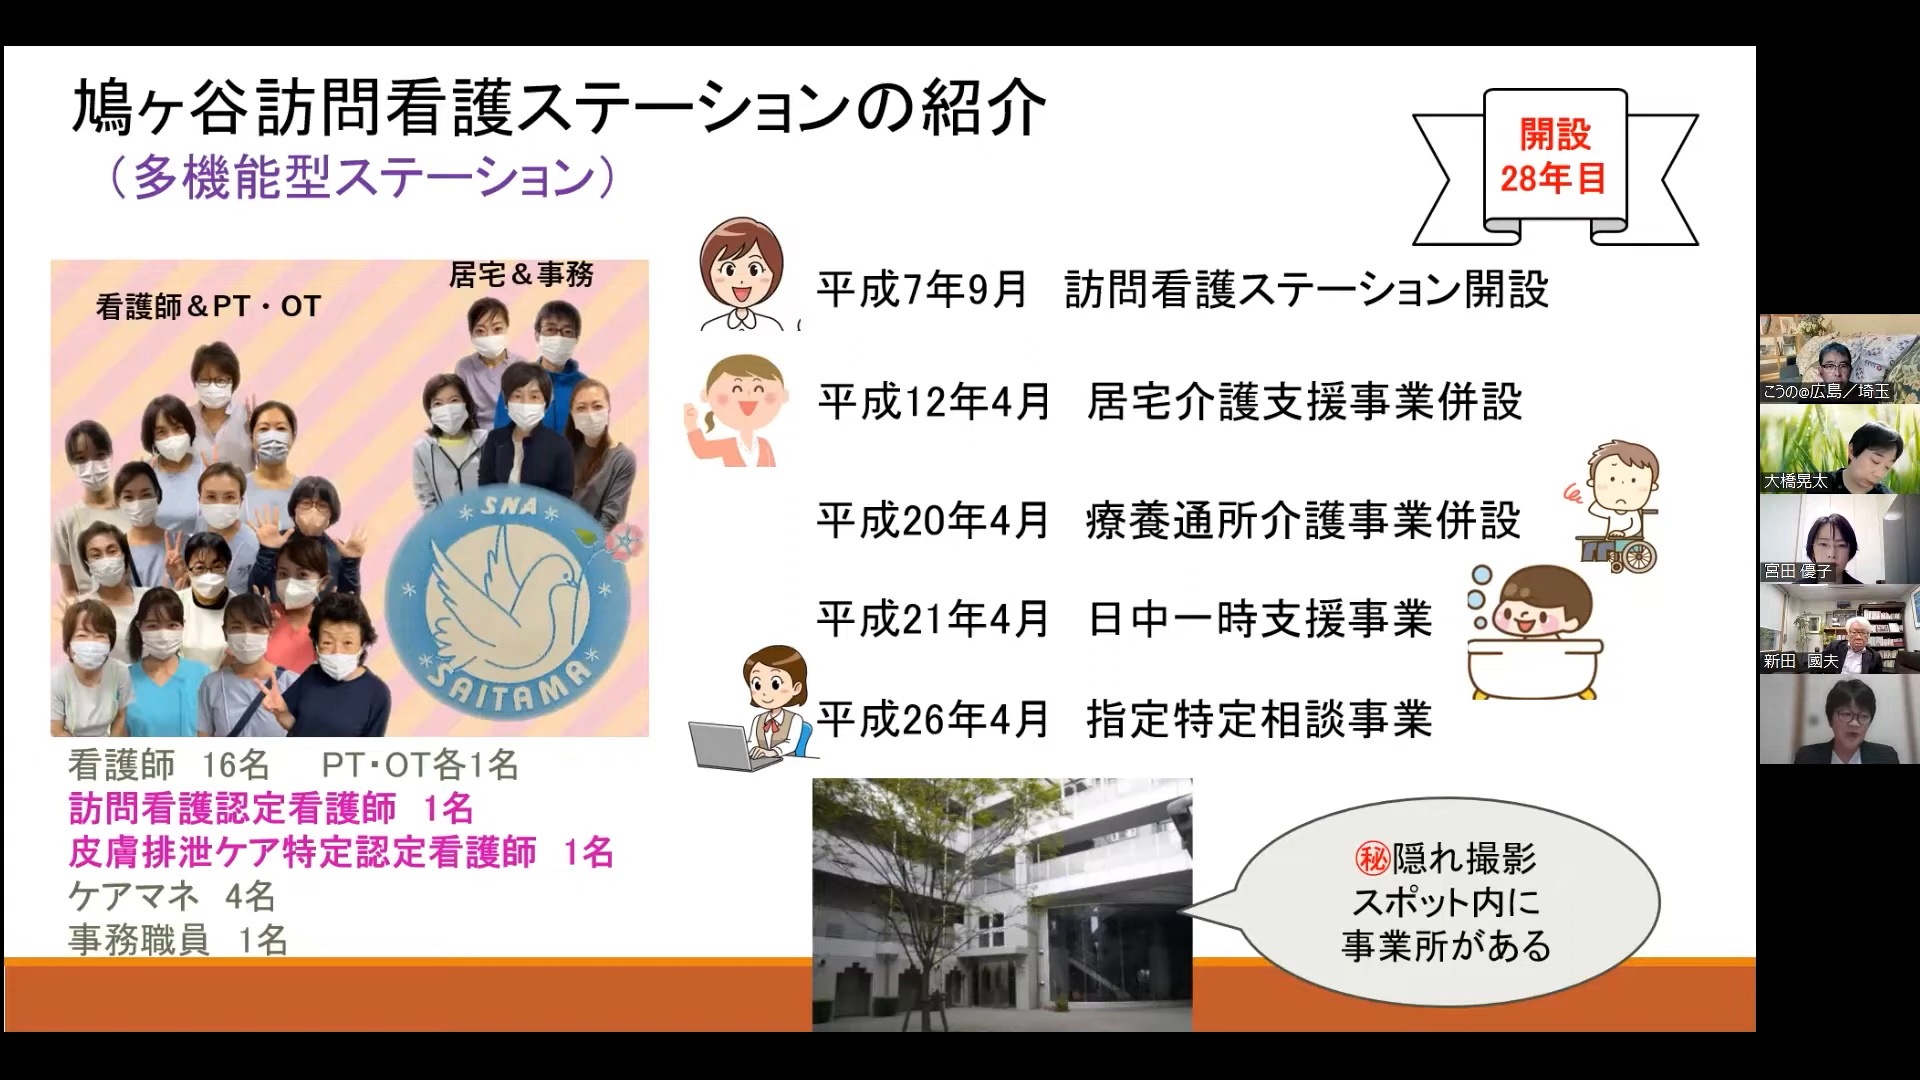 鳩ヶ谷訪問看護ステーションの紹介
（多機能型ステーション）
開設
28年目
看護師＆PT・OT
居宅＆事務
SNA
SAITAMA
平成7年9月　訪問看護ステーション開設
平成12年4月　居宅介護支援事業併設
平成20年4月　療養通所介護事業併設
平成21年4月　日中一時支援事業
平成26年4月　指定特定相談事業
看護師　16名　PT・OT各1名
訪問看護認定看護師　1名
皮膚排泄ケア特定認定看護師　1名
ケアマネ　4名
事務職員　1名
㊙隠れ撮影
スポット内に
事業所がある
こうの@広島／埼玉
大橋晃太
宮田 優子
新田　國夫